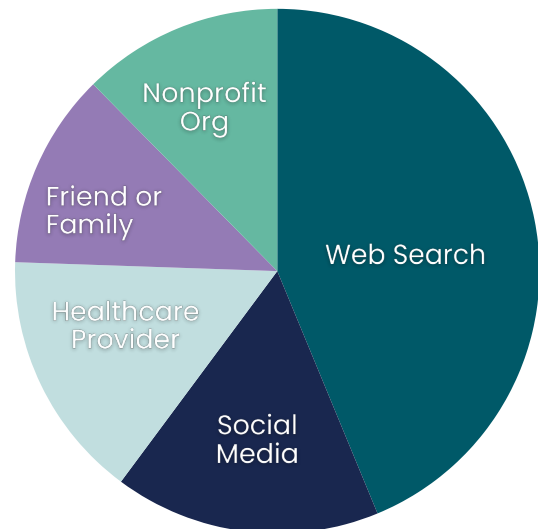 Nonprofit
Org
Friend or
Family
Web Search
Healthcare
Provider
Social
Media